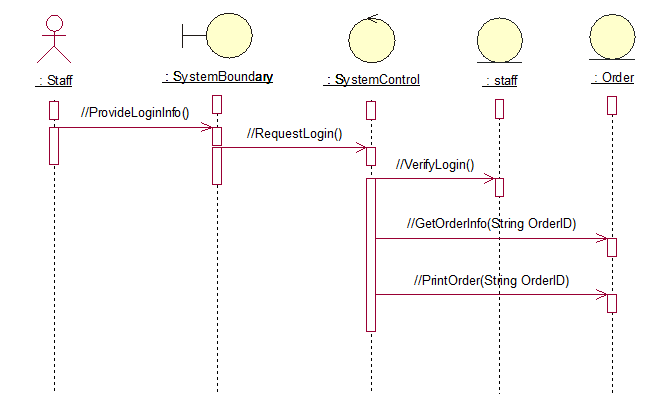 : Staff
: SystemBoundary
: SystemControl
: staff
: Order
//ProvideLoginInfo()
//RequestLogin()
//VerifyLogin()
//GetOrderInfo(String OrderID)
//PrintOrder(String OrderID)